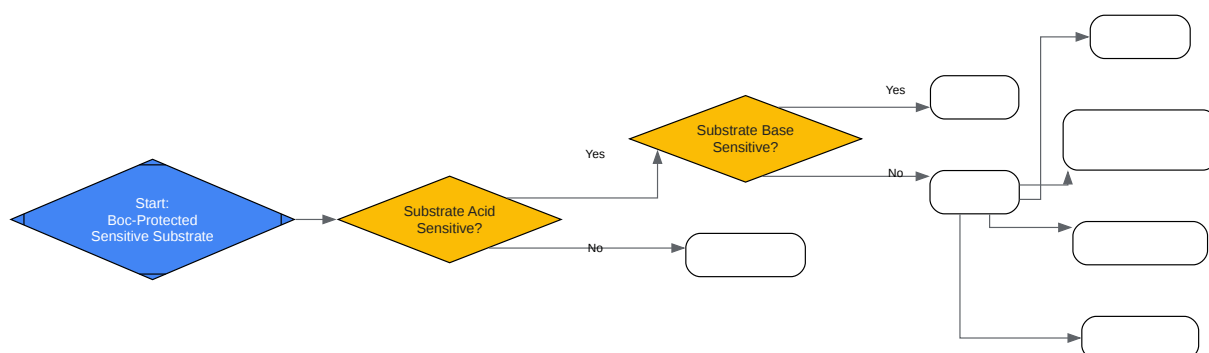 Start:
Boc-Protected
Sensitive Substrate
Substrate Acid
Sensitive?
Yes
No
Substrate Base
Sensitive?
Yes
No